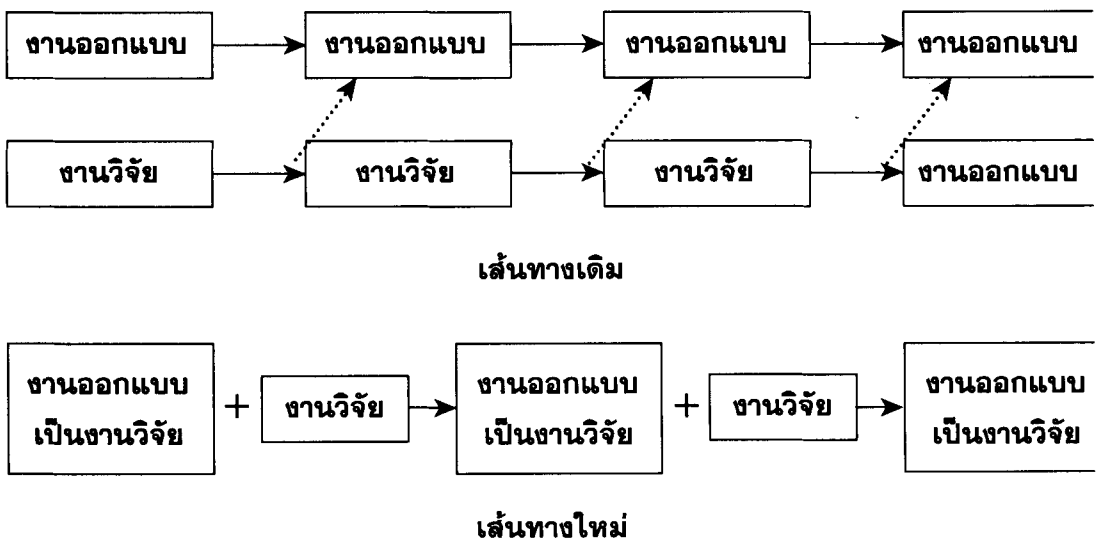 งานออกแบบ งานออกแบบ งานออกแบบ งานออกแบบ
งานวิจัย งานวิจัย งานวิจัย งานออกแบบ
เส้นทางเดิม
งานออกแบบ งานออกแบบ งานออกแบบ
+ งานวิจัย + งานวิจัย
เป็นงานวิจัย เป็นงานวิจัย เป็นงานวิจัย
เส้นทางใหม่